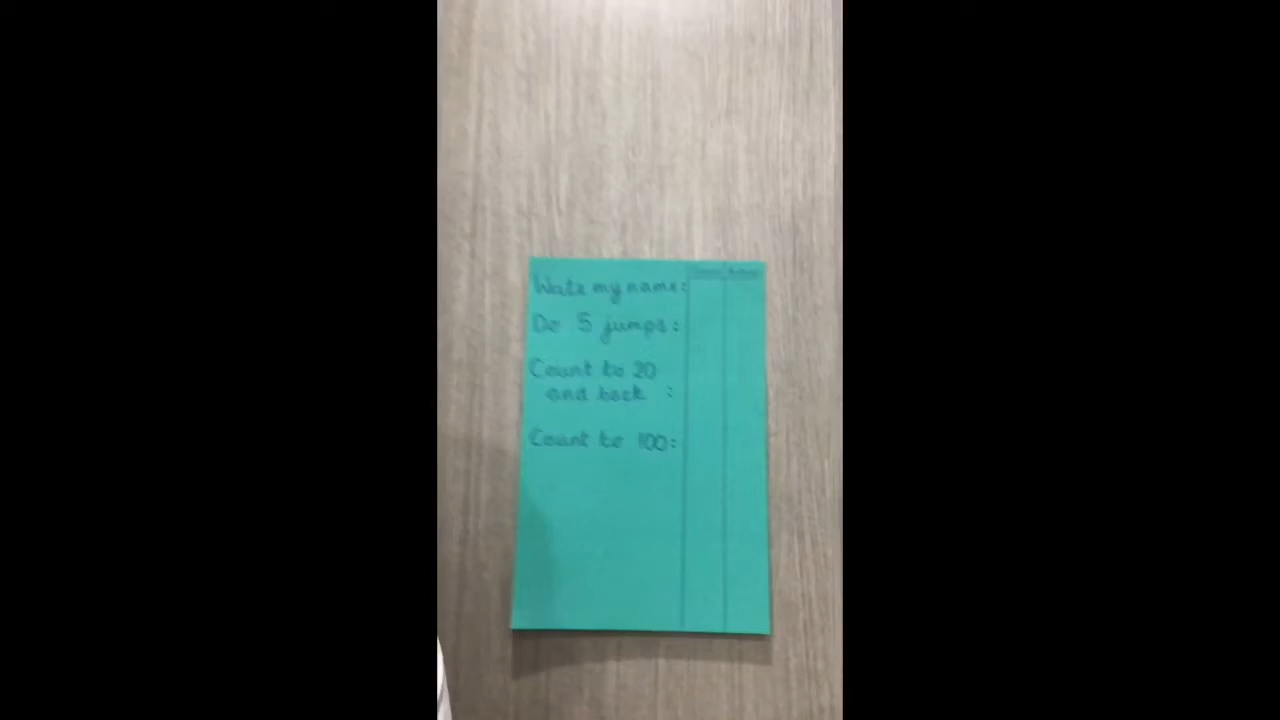 Write my name:
Do 5 jumps:
Count to 20
and back :
Count to 100: